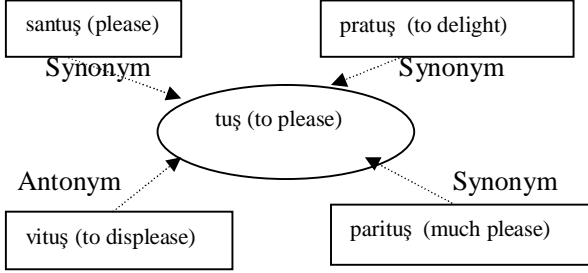 santuş (please)
pratuş (to delight)
Synonym
Synonym
tuş (to please)
Antonym
Synonym
vituş (to displease)
parituş (much please)